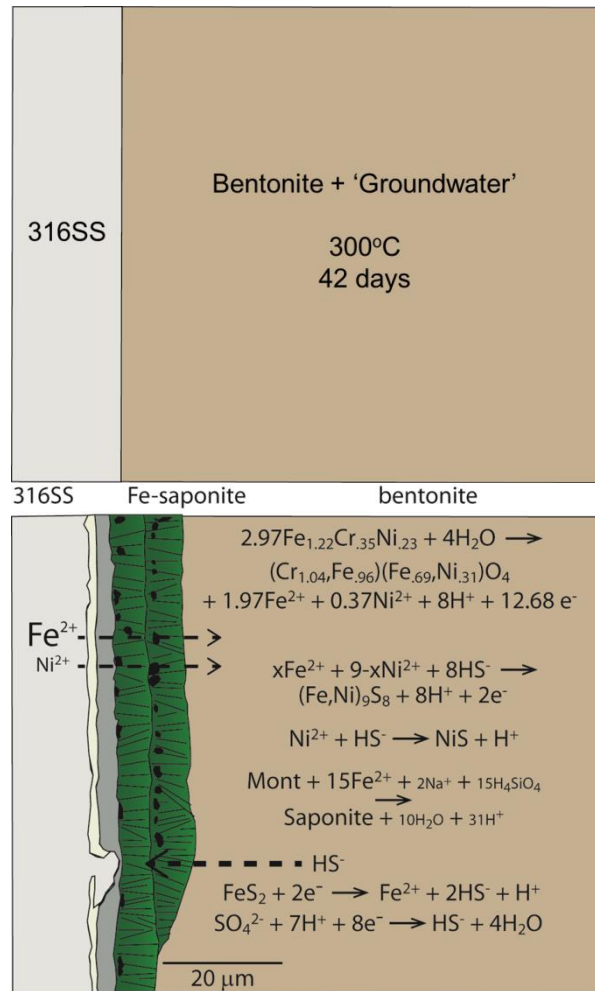 316SS
Bentonite + 'Groundwater'
300°C
42 days
316SS Fe-saponite bentonite
2.97Fe₁.₂₂Cr.₃₅Ni.₂₃ + 4H₂O ⟶
(Cr₁.₀₄,Fe.₉₆)(Fe.₆₉,Ni.₃₁)O₄
+ 1.97Fe²⁺ + 0.37Ni²⁺ + 8H⁺ + 12.68 e⁻
Fe²⁺
Ni²⁺
xFe²⁺ + 9-xNi²⁺ + 8HS⁻ ⟶
(Fe,Ni)₉S₈ + 8H⁺ + 2e⁻
Ni²⁺ + HS⁻ ⟶ NiS + H⁺
Mont + 15Fe²⁺ + 2Na⁺ + 15H₄SiO₄
⟶
Saponite + 10H₂O + 31H⁺
HS⁻
FeS₂ + 2e⁻ ⟶ Fe²⁺ + 2HS⁻ + H⁺
SO₄²⁻ + 7H⁺ + 8e⁻ ⟶ HS⁻ + 4H₂O
20 μm